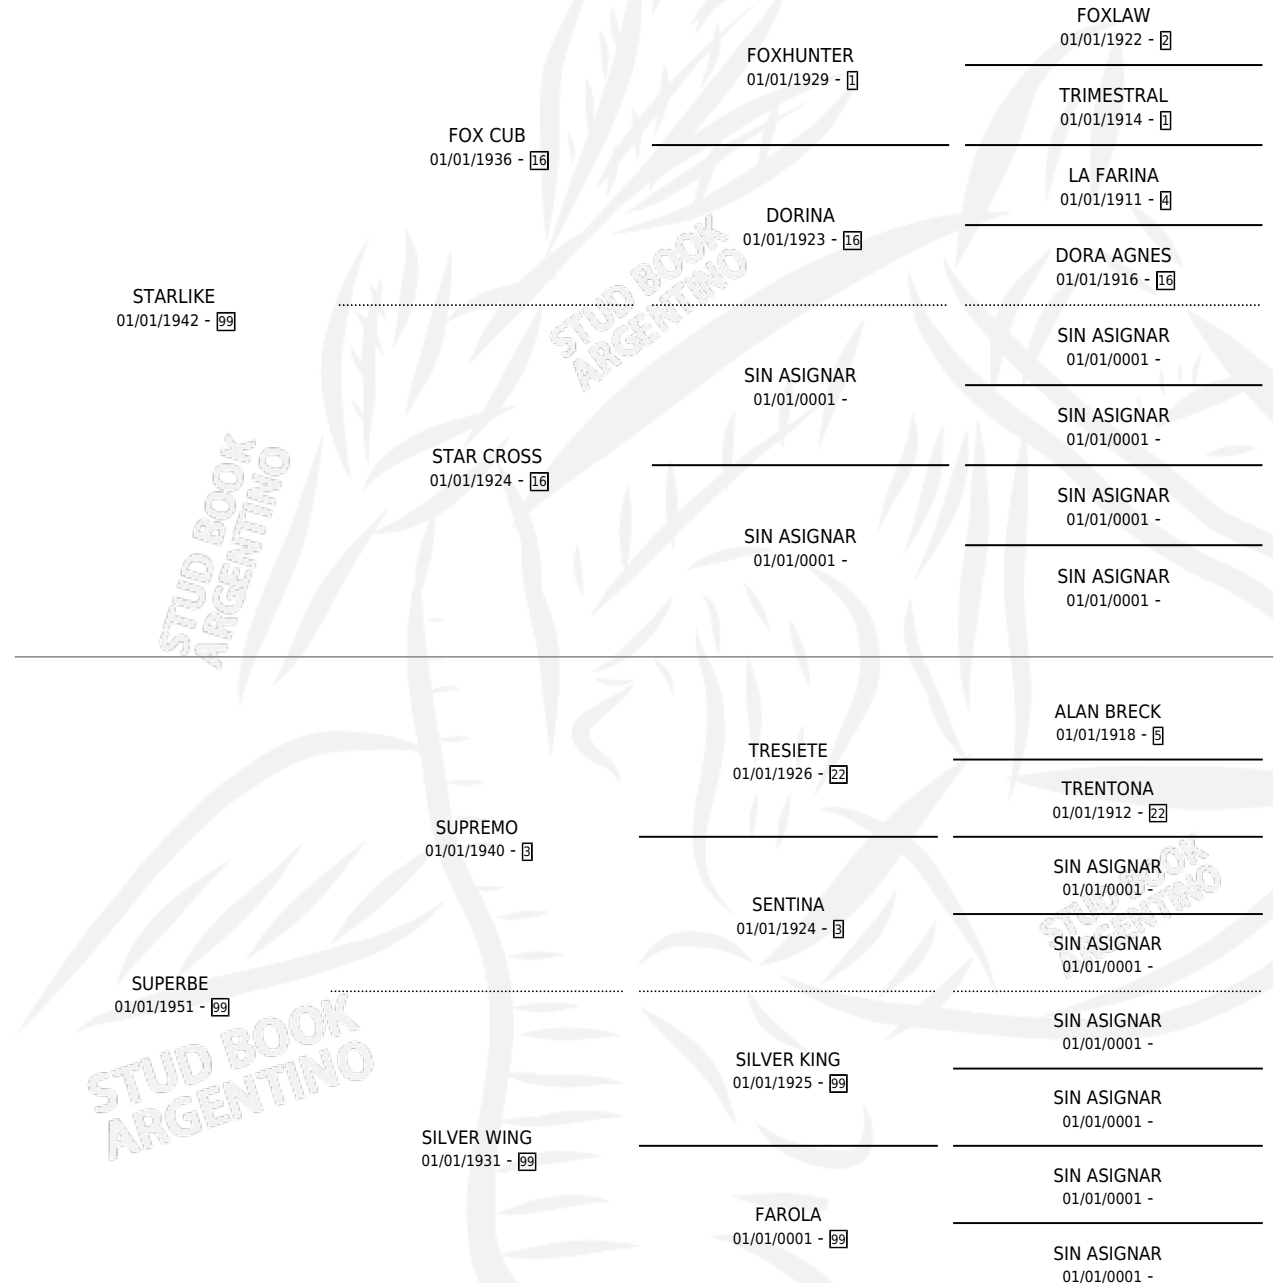 FOXLAW
01/01/1922 - 2
FOXHUNTER
01/01/1929 - 1
TRIMESTRAL
01/01/1914 - 1
FOX CUB
01/01/1936 - 16
LA FARINA
01/01/1911 - 4
DORINA
01/01/1923 - 16
DORA AGNES
01/01/1916 - 16
STARLIKE
01/01/1942 - 99
SIN ASIGNAR
01/01/0001 -
SIN ASIGNAR
01/01/0001 -
SIN ASIGNAR
01/01/0001 -
STAR CROSS
01/01/1924 - 16
SIN ASIGNAR
01/01/0001 -
SIN ASIGNAR
01/01/0001 -
SIN ASIGNAR
01/01/0001 -
STUD BOOK
ARGENTINO
STUD BOOK
ARGENTINO
ALAN BRECK
01/01/1918 - 5
TRESIETE
01/01/1926 - 22
TRENTONA
01/01/1912 - 22
SUPREMO
01/01/1940 - 3
SIN ASIGNAR
01/01/0001 -
SENTINA
01/01/1924 - 3
SIN ASIGNAR
01/01/0001 -
SUPERBE
01/01/1951 - 99
SIN ASIGNAR
01/01/0001 -
SILVER KING
01/01/1925 - 99
SIN ASIGNAR
01/01/0001 -
SILVER WING
01/01/1931 - 99
SIN ASIGNAR
01/01/0001 -
FAROLA
01/01/0001 - 99
SIN ASIGNAR
01/01/0001 -
STUD BOOK
ARGENTINO
STUD BOOK
ARGENTINO